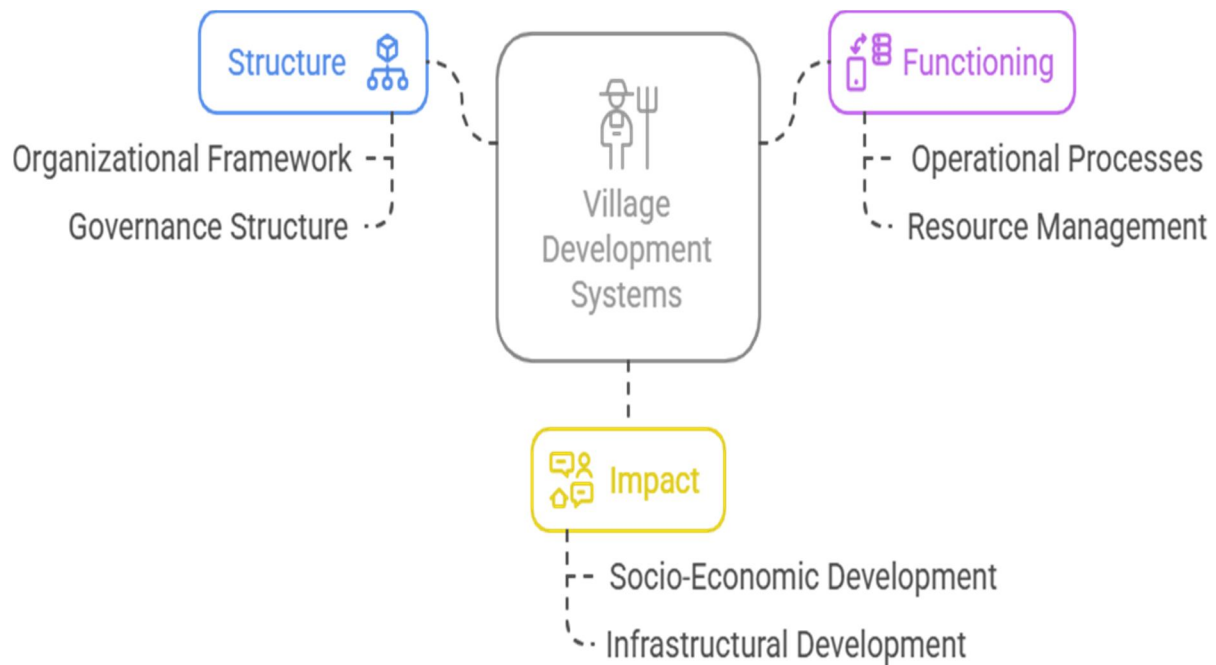 Structure
Organizational Framework
Governance Structure
Village
Development
Systems
Functioning
Operational Processes
Resource Management
Impact
Socio-Economic Development
Infrastructural Development